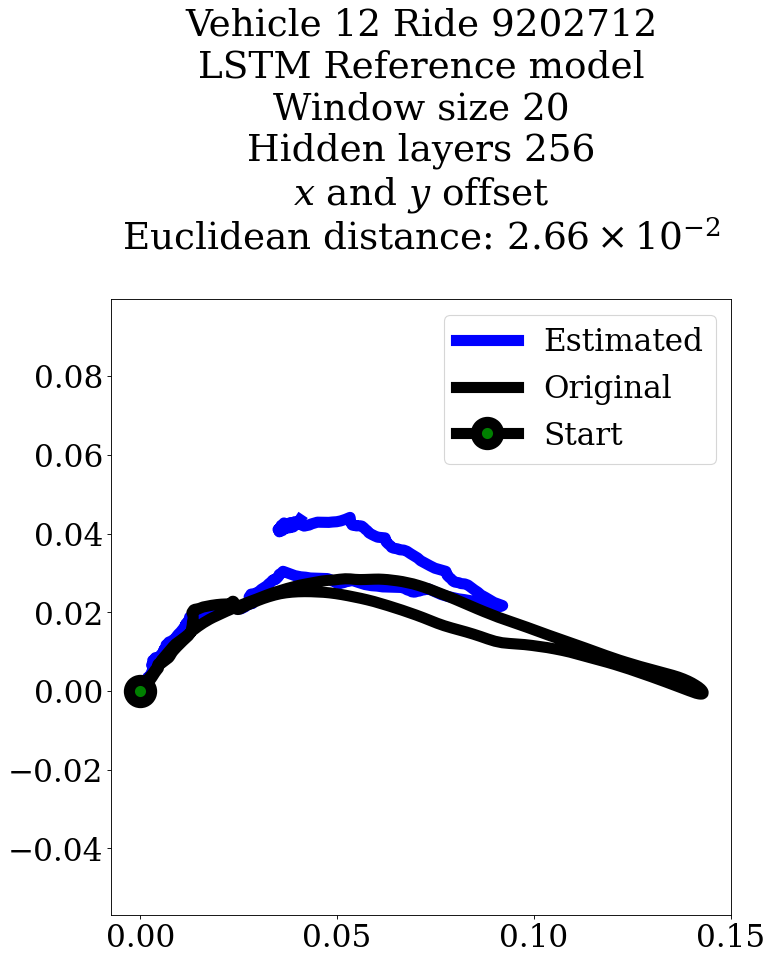 Vehicle 12 Ride 9202712
LSTM Reference model
Window size 20
Hidden layers 256
x and y offset
Euclidean distance: 2.66 × 10⁻²
Estimated
Original
Start
0.08
0.06
0.04
0.02
0.00
−0.02
−0.04
0.00 0.05 0.10 0.15